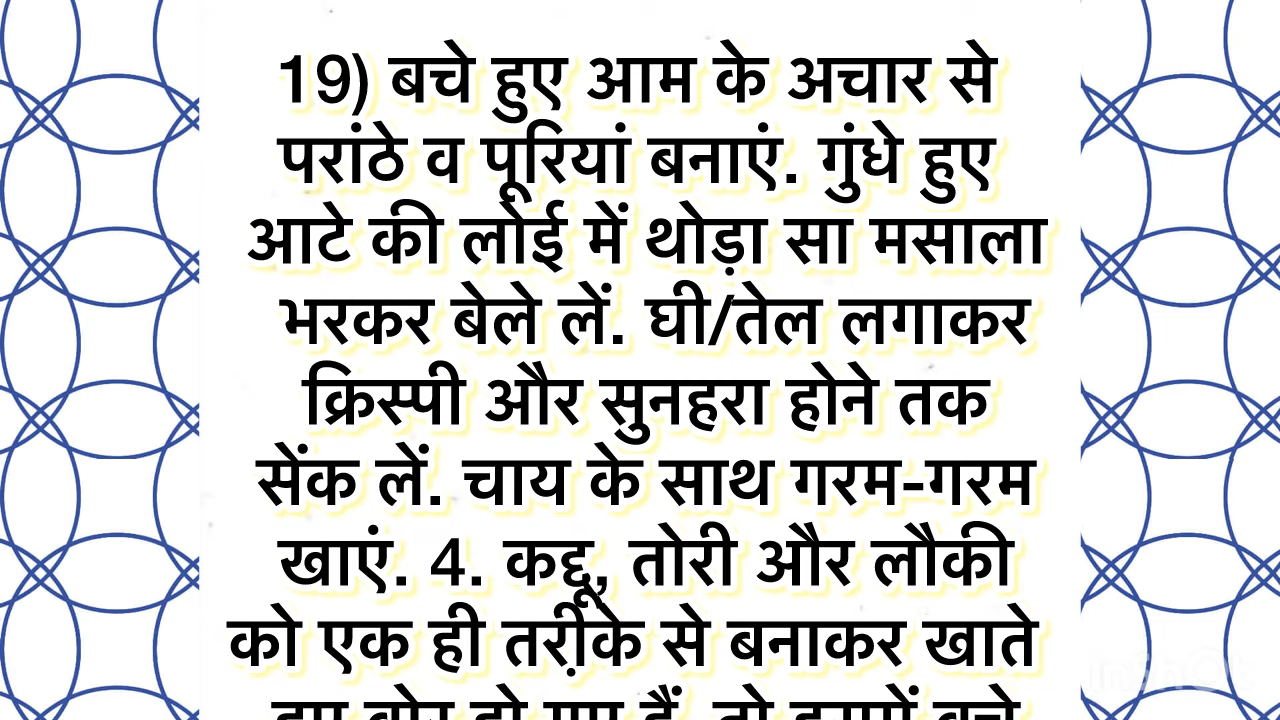 19) बचे हुए आम के अचार से
परांठे व पूरियां बनाएं. गुंधे हुए
आटे की लोई में थोड़ा सा मसाला
भरकर बेले लें. घी/तेल लगाकर
क्रिस्पी और सुनहरा होने तक
सेंक लें. चाय के साथ गरम-गरम
खाएं. 4. कद्दू, तोरी और लौकी
को एक ही तरी़के से बनाकर खाते